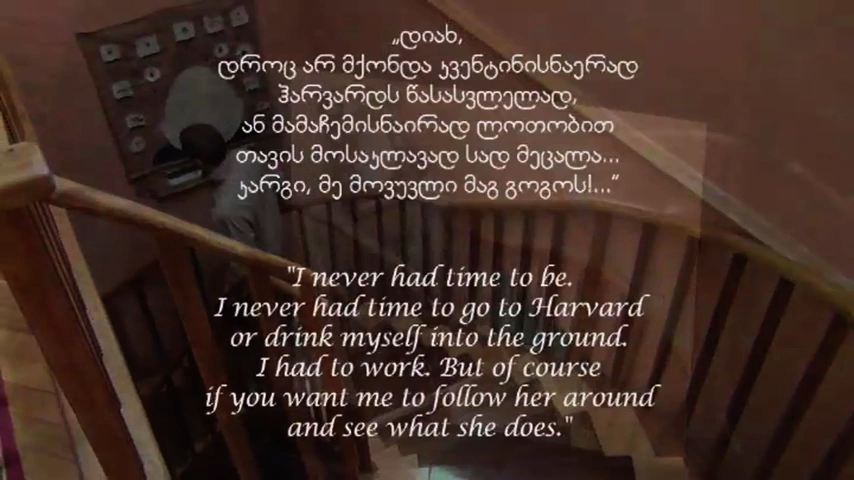 „დიახ,
დროც არ მქონდა კვენტინისნაერად
ჰარვარდს წასასვლელად,
ან მამაჩემისნაირად ლოთობით
თავის მოსაკლავად სად მეცალა...
კარგი, მე მოვუვლი მაგ გოგოს!...“
"I never had time to be.
I never had time to go to Harvard
or drink myself into the ground.
I had to work. But of course
if you want me to follow her around
and see what she does."